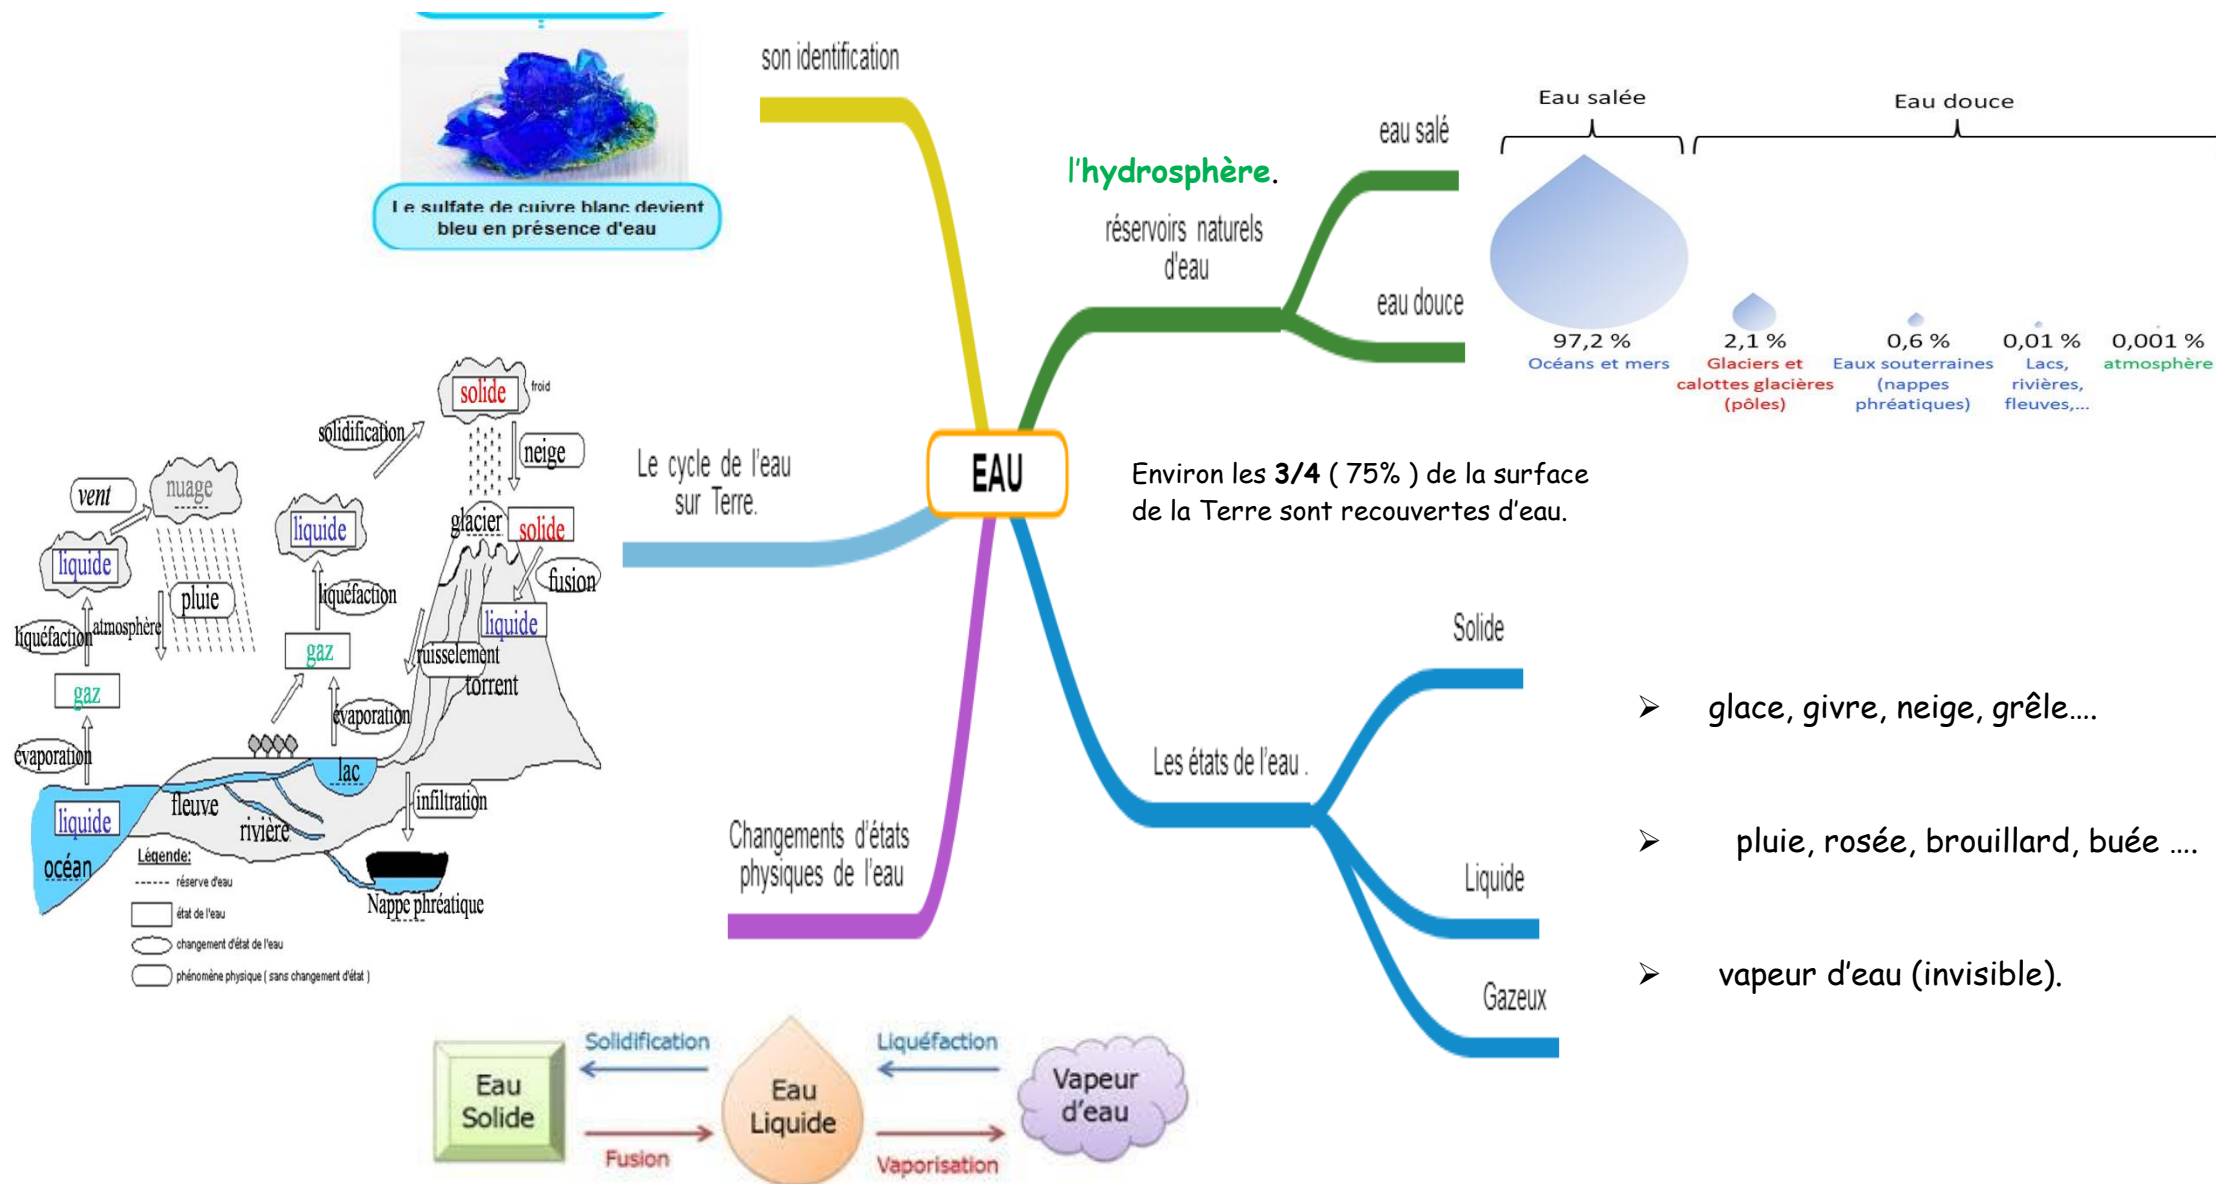 son identification
Le sulfate de cuivre blanc devient
bleu en présence d'eau
l'hydrosphère.
réservoirs naturels
d'eau
eau salé
eau douce
Eau salée
Eau douce
97,2 %
Océans et mers
2,1 %
Glaciers et
calottes glacières
(pôles)
0,6 %
Eaux souterraines
(nappes
phréatiques)
0,01 %
Lacs,
rivières,
fleuves,...
0,001 %
atmosphère
EAU
Environ les 3/4 ( 75% ) de la surface
de la Terre sont recouvertes d'eau.
Le cycle de l'eau
sur Terre.
solide
froid
solidification
neige
vent
nuage
liquide
glacier
solide
liquide
fusion
pluie
liquéfaction
liquide
liquéfaction
atmosphère
gaz
ruisselement
torrent
gaz
évaporation
évaporation
lac
fleuve
infiltration
liquide
rivière
océan
Nappe phréatique
Légende:
réserve d'eau
état de l'eau
changement d'état de l'eau
phénomène physique ( sans changement d'état )
Changements d'états
physiques de l'eau
Les états de l'eau .
Solide
➢ glace, givre, neige, grêle....
Liquide
➢ pluie, rosée, brouillard, buée ....
Gazeux
➢ vapeur d'eau (invisible).
Eau
Solide
Solidification
Fusion
Eau
Liquide
Liquéfaction
Vaporisation
Vapeur
d'eau